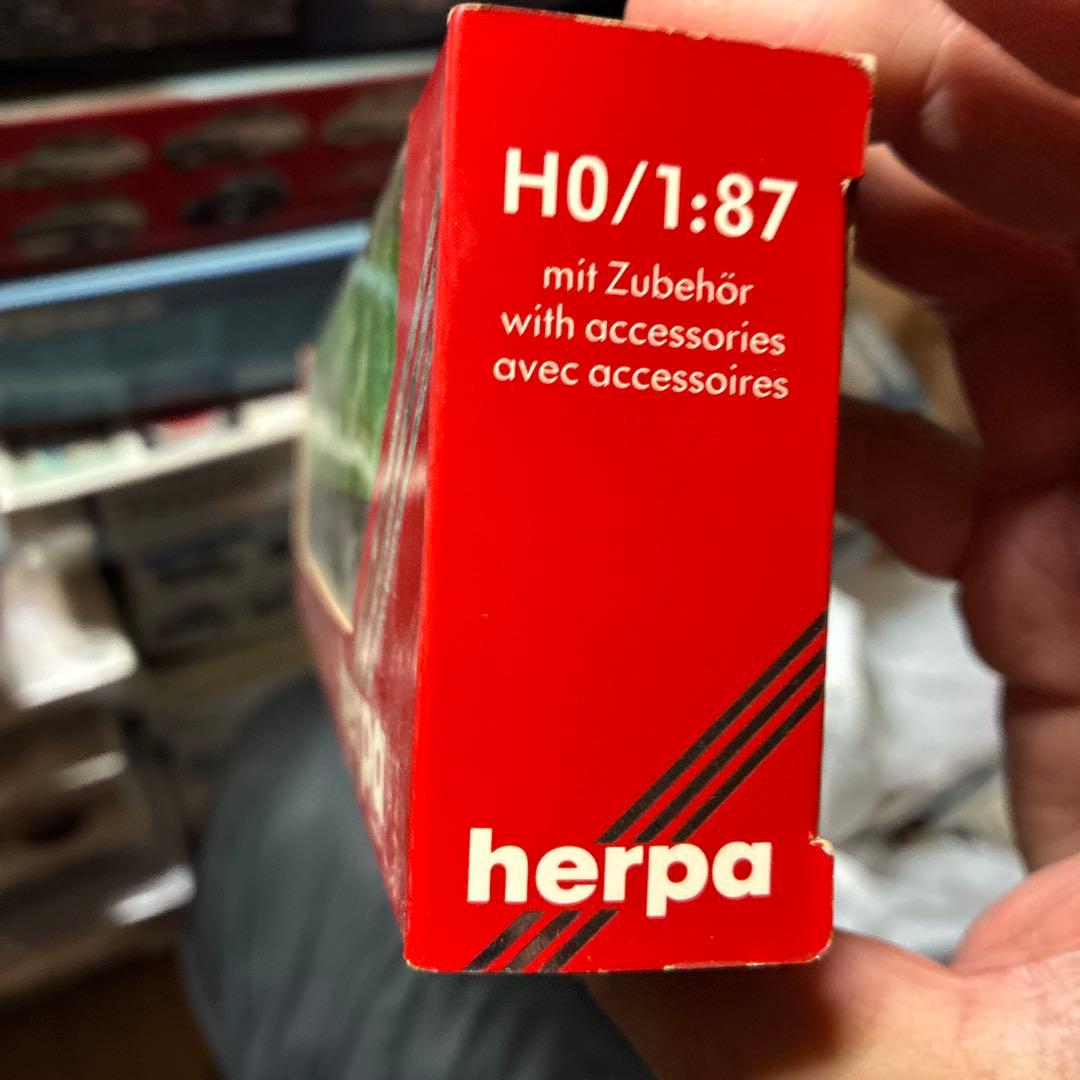 H0/1:87
mit Zubehör
with accessories
avec accessoires
herpa